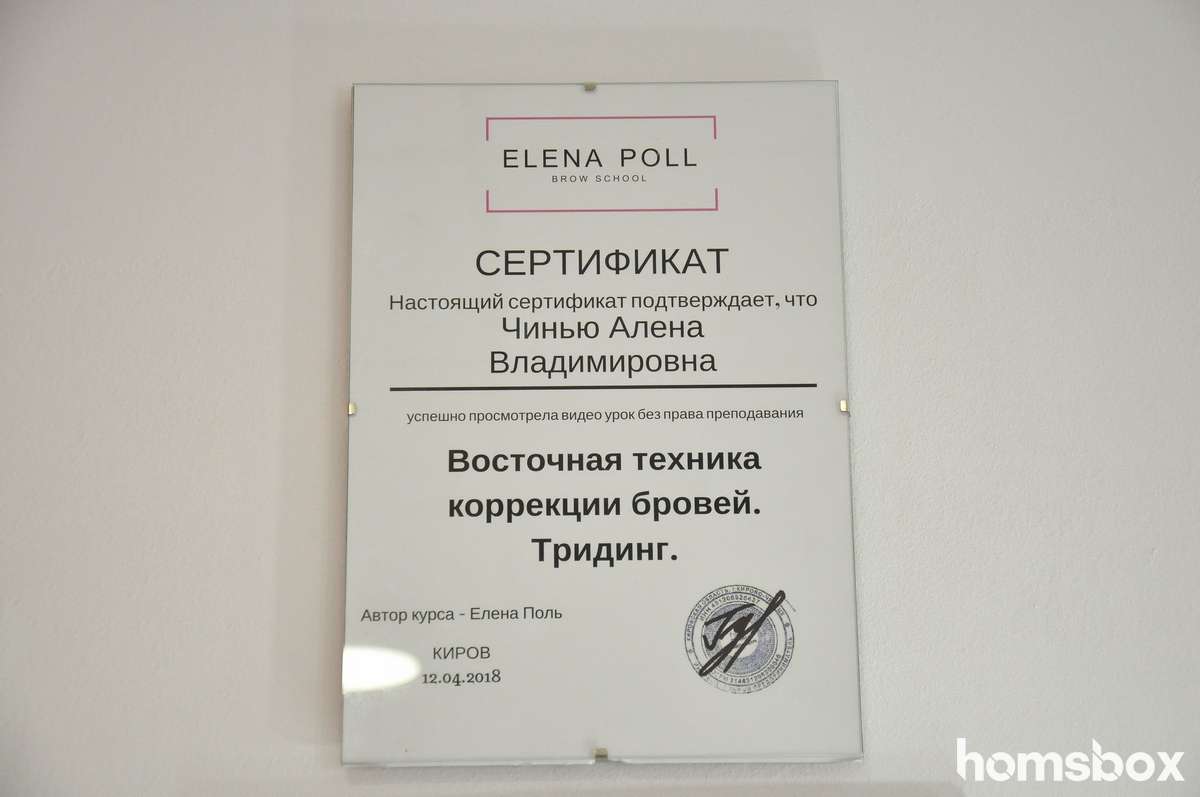 ELENA POLL
BROW SCHOOL
СЕРТИФИКАТ
Настоящий сертификат подтверждает, что
Чинью Алена
Владимировна
успешно просмотрела видео урок без права преподавания
Восточная техника
коррекции бровей.
Тридинг.
Автор курса - Елена Поль
КИРОВ
12.04.2018
homsbox